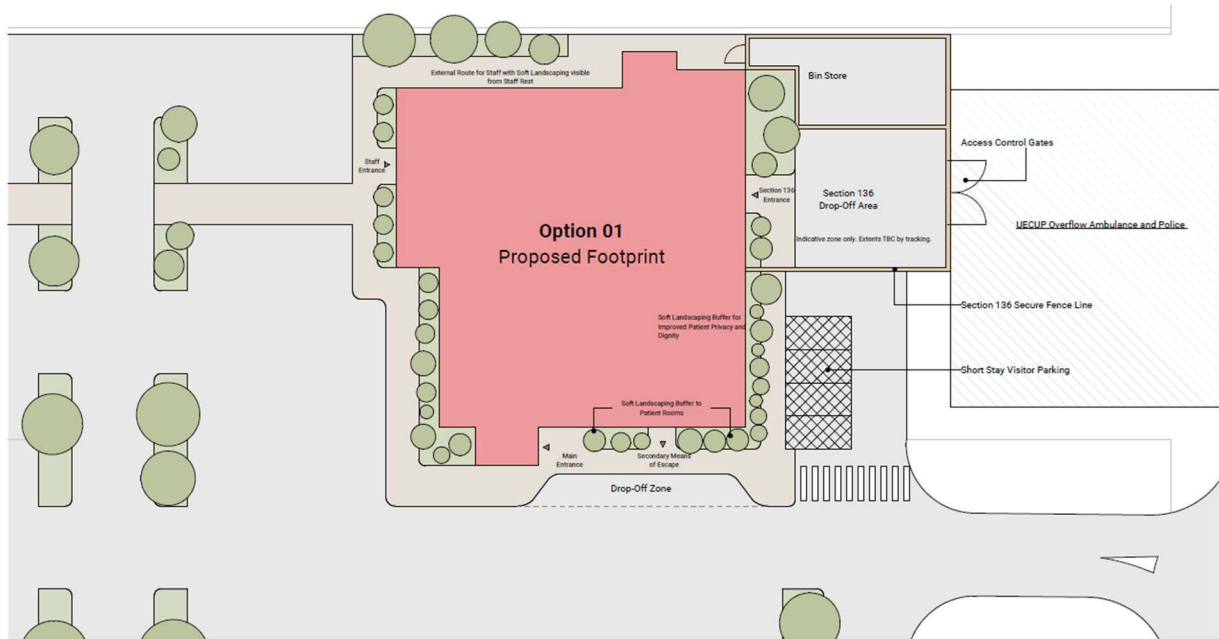 External Route for Staff with Soft Landscaping visible
from Staff Rest
Bin Store
Access Control Gates
Staff
Entrance
Section 136
Entrance
Section 136
Drop-Off Area
Option 01
Proposed Footprint
UECUP Overflow Ambulance and Police
Indicative zone only. Extents TBC by tracking.
Section 136 Secure Fence Line
Soft Landscaping Buffer for
Improved Patient Privacy and
Dignity
Short Stay Visitor Parking
Soft Landscaping Buffer to
Patient Rooms
Main
Entrance
Secondary Means
of Escape
Drop-Off Zone